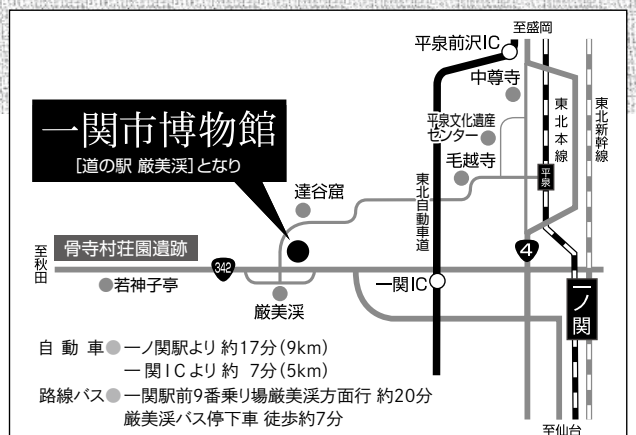 至盛岡
平泉前沢IC
中尊寺
平泉文化遺産
センター
毛越寺
東北自動車道
東北本線
東北新幹線
平泉
一関市博物館
[道の駅 厳美渓]となり
達谷窟
至秋田
骨寺村荘園遺跡
342
4
若神子亭
厳美渓
一関IC
一ノ関
自動車●一ノ関駅より 約17分(9km)
一関ICより 約 7分(5km)
路線バス●一関駅前9番乗り場厳美渓方面行 約20分
厳美渓バス停下車 徒歩約7分
至仙台